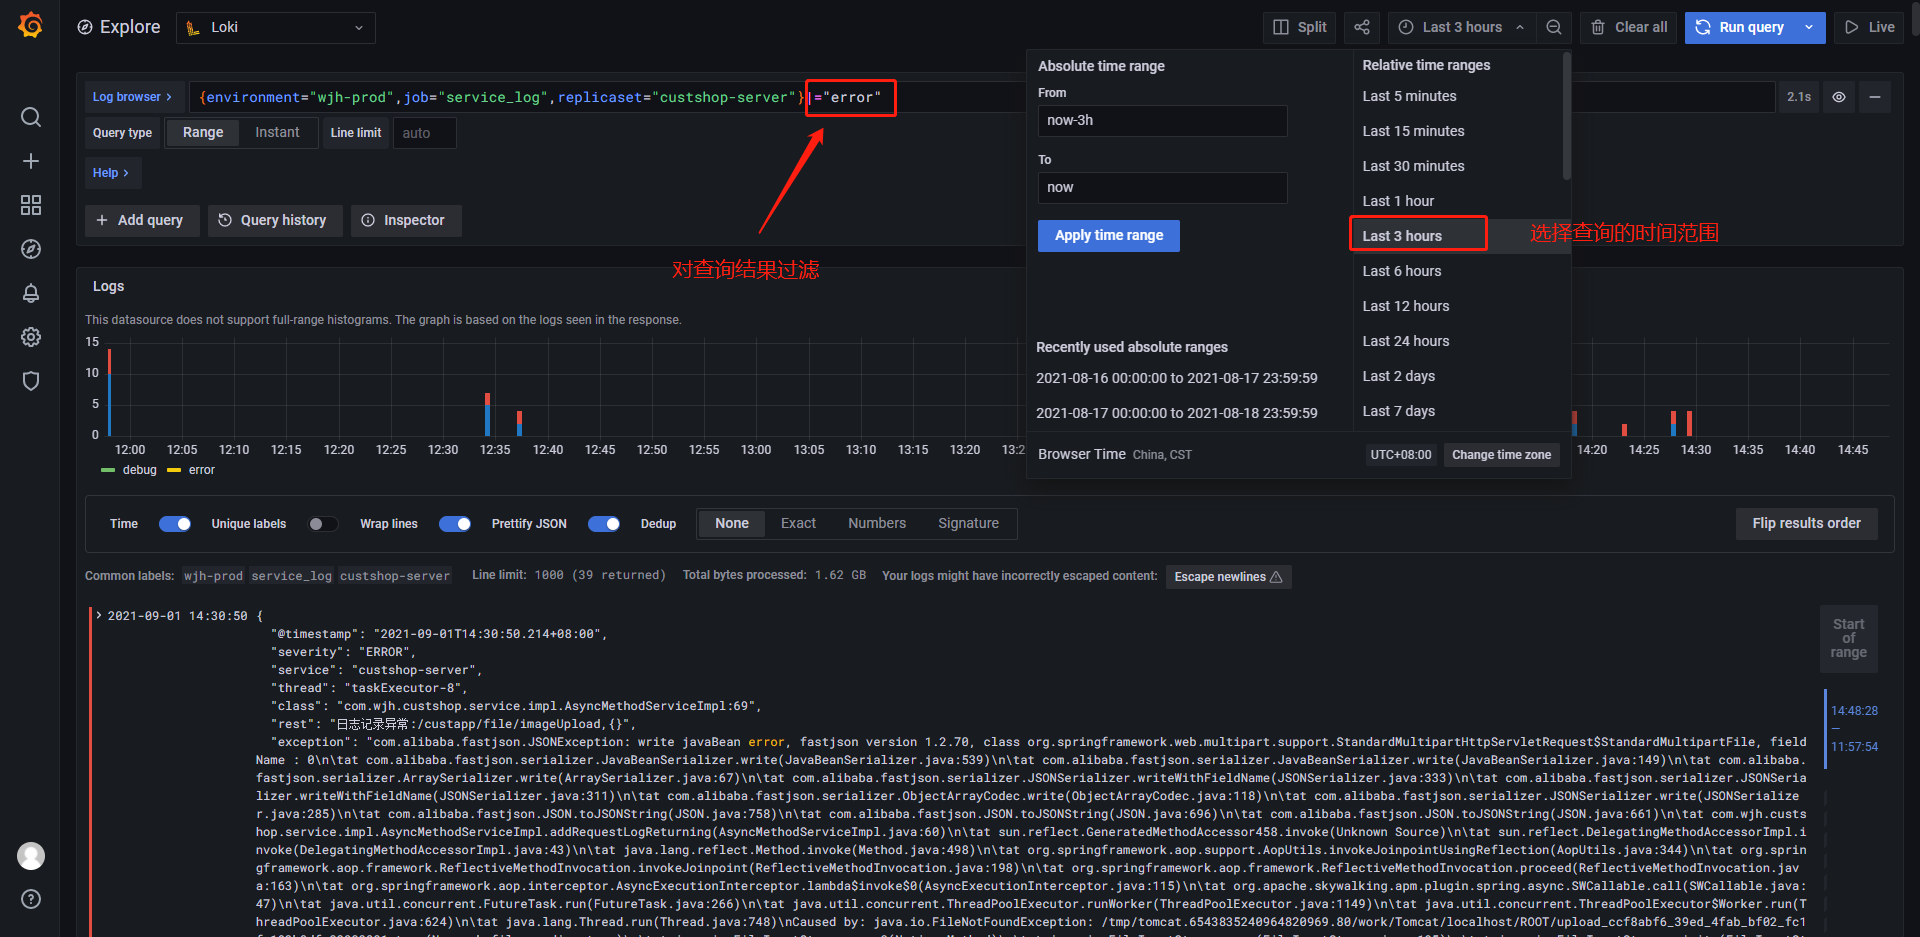 Explore
Loki
Split
Last 3 hours
Clear all
Run query
Live
Log browser >
{environment="wjh-prod",job="service_log",replicaset="custshop-server"}|="error"
2.1s
Query type
Range
Instant
Line limit
auto
Help >
Add query
Query history
Inspector
对查询结果过滤
Absolute time range
From
now-3h
To
now
Apply time range
Recently used absolute ranges
2021-08-16 00:00:00 to 2021-08-17 23:59:59
2021-08-17 00:00:00 to 2021-08-18 23:59:59
Relative time ranges
Last 5 minutes
Last 15 minutes
Last 30 minutes
Last 1 hour
Last 3 hours
选择查询的时间范围
Last 6 hours
Last 12 hours
Last 24 hours
Last 2 days
Last 7 days
Browser Time China, CST
UTC+08:00
Change time zone
Logs
This datasource does not support full-range histograms. The graph is based on the logs seen in the response.
15
10
5
0
12:00 12:05 12:10 12:15 12:20 12:25 12:30 12:35 12:40 12:45 12:50 12:55 13:00 13:05 13:10 13:15 13:20 13:2 14:20 14:25 14:30 14:35 14:40 14:45
debug error
Time
Unique labels
Wrap lines
Prettify JSON
Dedup
None
Exact
Numbers
Signature
Flip results order
Common labels: wjh-prod service_log custshop-server Line limit: 1000 (39 returned) Total bytes processed: 1.62 GB Your logs might have incorrectly escaped content: Escape newlines
> 2021-09-01 14:30:50 {
"@timestamp": "2021-09-01T14:30:50.214+08:00",
"severity": "ERROR",
"service": "custshop-server",
"thread": "taskExecutor-8",
"class": "com.wjh.custshop.service.impl.AsyncMethodServiceImpl:69",
"rest": "日志记录异常:/custapp/file/imageUpload,{}",
"exception": "com.alibaba.fastjson.JSONException: write javaBean error, fastjson version 1.2.70, class org.springframework.web.multipart.support.StandardMultipartHttpServletRequest$StandardMultipartFile, field
Name : 0\n\tat com.alibaba.fastjson.serializer.JavaBeanSerializer.write(JavaBeanSerializer.java:539)\n\tat com.alibaba.fastjson.serializer.JavaBeanSerializer.write(JavaBeanSerializer.java:149)\n\tat com.alibaba.
fastjson.serializer.ArraySerializer.write(ArraySerializer.java:67)\n\tat com.alibaba.fastjson.serializer.JSONSerializer.writeWithFieldName(JSONSerializer.java:333)\n\tat com.alibaba.fastjson.serializer.JSONSeria
lizer.writeWithFieldName(JSONSerializer.java:311)\n\tat com.alibaba.fastjson.serializer.ObjectArrayCodec.write(ObjectArrayCodec.java:118)\n\tat com.alibaba.fastjson.serializer.JSONSerializer.write(JSONSerialize
r.java:285)\n\tat com.alibaba.fastjson.JSON.toJSONString(JSON.java:758)\n\tat com.alibaba.fastjson.JSON.toJSONString(JSON.java:696)\n\tat com.alibaba.fastjson.JSON.toJSONString(JSON.java:661)\n\tat com.wjh.custs
hop.service.impl.AsyncMethodServiceImpl.addRequestLogReturning(AsyncMethodServiceImpl.java:60)\n\tat sun.reflect.GeneratedMethodAccessor458.invoke(Unknown Source)\n\tat sun.reflect.DelegatingMethodAccessorImpl.i
nvoke(DelegatingMethodAccessorImpl.java:43)\n\tat java.lang.reflect.Method.invoke(Method.java:498)\n\tat org.springframework.aop.support.AopUtils.invokeJoinpointUsingReflection(AopUtils.java:344)\n\tat org.sprin
gframework.aop.framework.ReflectiveMethodInvocation.invokeJoinpoint(ReflectiveMethodInvocation.java:198)\n\tat org.springframework.aop.framework.ReflectiveMethodInvocation.proceed(ReflectiveMethodInvocation.jav
a:163)\n\tat org.springframework.aop.interceptor.AsyncExecutionInterceptor.lambda$invoke$0(AsyncExecutionInterceptor.java:115)\n\tat org.apache.skywalking.apm.plugin.spring.async.SWCallable.call(SWCallable.java:
47)\n\tat java.util.concurrent.FutureTask.run(FutureTask.java:266)\n\tat java.util.concurrent.ThreadPoolExecutor.runWorker(ThreadPoolExecutor.java:1149)\n\tat java.util.concurrent.ThreadPoolExecutor$Worker.run(T
hreadPoolExecutor.java:624)\n\tat java.lang.Thread.run(Thread.java:748)\nCaused by: java.io.FileNotFoundException: /tmp/tomcat.6543835240964820969.80/work/Tomcat/localhost/ROOT/upload_ccf8abf6_39ed_4fab_bf02_fc1
Start
of
range
14:48:28
—
11:57:54